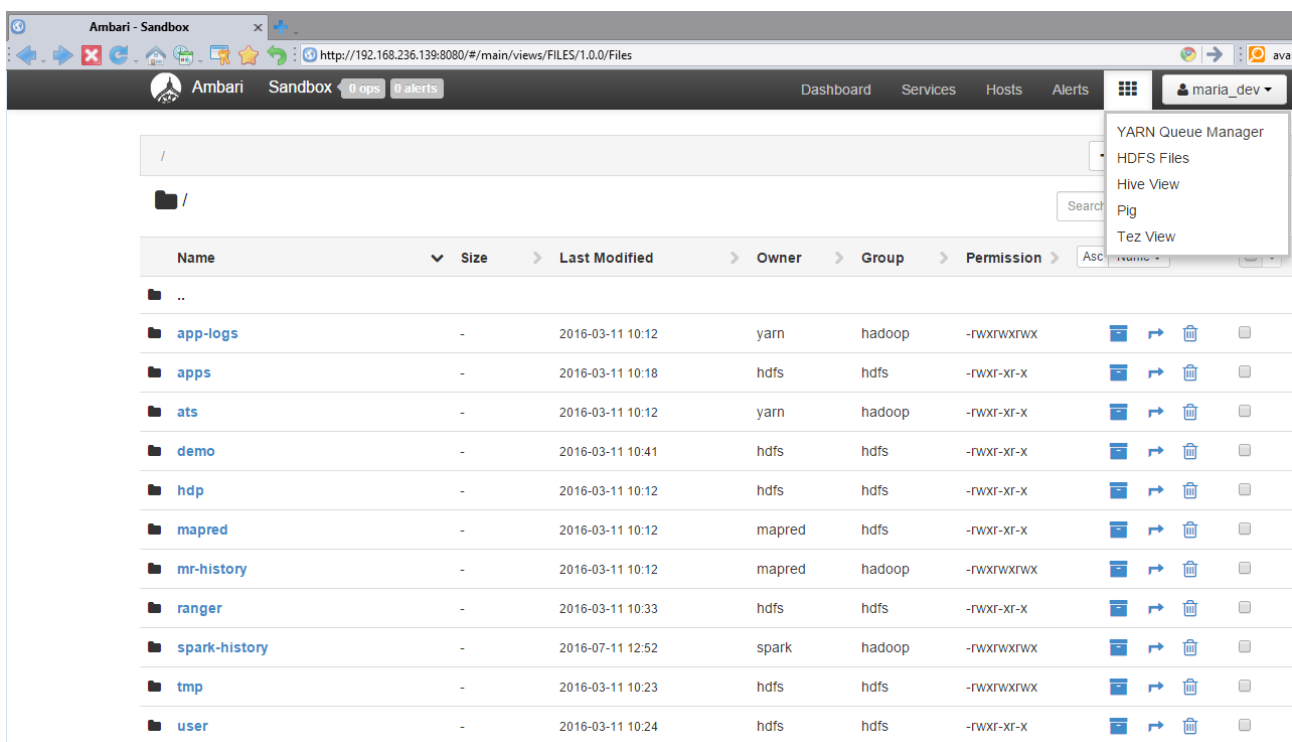 Ambari - Sandbox
http://192.168.236.139:8080/#/main/views/FILES/1.0.0/Files
ava
Ambari Sandbox 0 ops 0 alerts Dashboard Services Hosts Alerts maria_dev
YARN Queue Manager
HDFS Files
Hive View
Pig
Tez View
/
/
Search
Name Size Last Modified Owner Group Permission Asc Name
..
app-logs - 2016-03-11 10:12 yarn hadoop -rwxrwxrwx
apps - 2016-03-11 10:18 hdfs hdfs -rwxr-xr-x
ats - 2016-03-11 10:12 yarn hadoop -rwxr-xr-x
demo - 2016-03-11 10:41 hdfs hdfs -rwxr-xr-x
hdp - 2016-03-11 10:12 hdfs hdfs -rwxr-xr-x
mapred - 2016-03-11 10:12 mapred hdfs -rwxr-xr-x
mr-history - 2016-03-11 10:12 mapred hadoop -rwxrwxrwx
ranger - 2016-03-11 10:33 hdfs hdfs -rwxr-xr-x
spark-history - 2016-07-11 12:52 spark hadoop -rwxrwxrwx
tmp - 2016-03-11 10:23 hdfs hdfs -rwxrwxrwx
user - 2016-03-11 10:24 hdfs hdfs -rwxr-xr-x